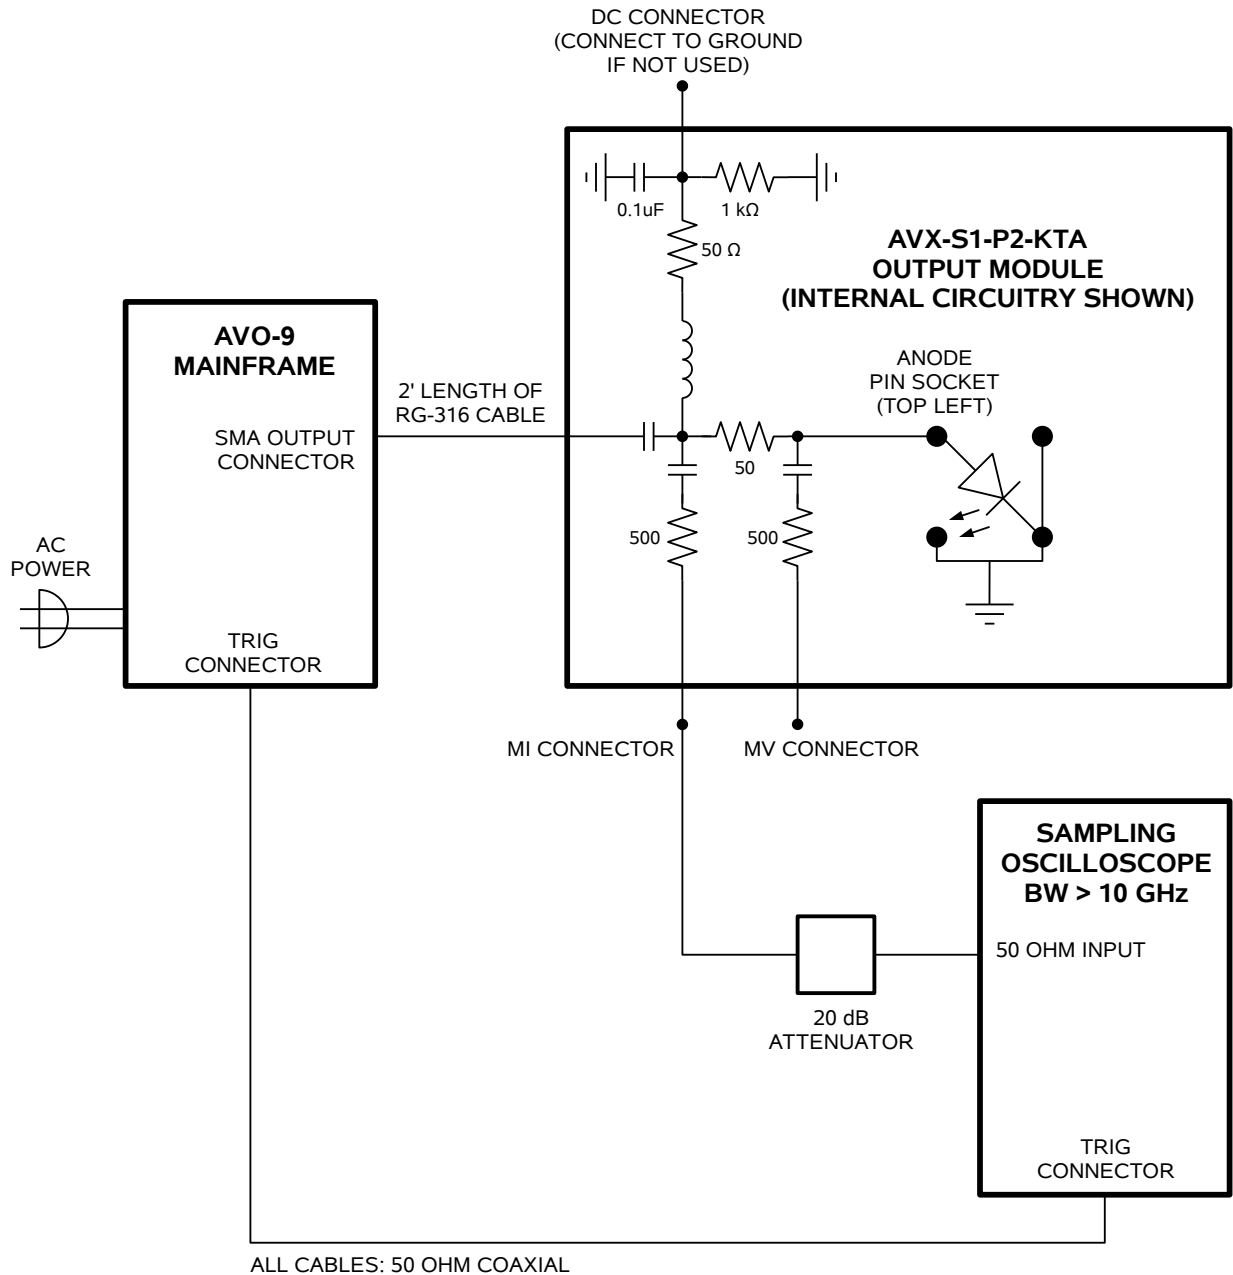 DC CONNECTOR
(CONNECT TO GROUND
IF NOT USED)
0.1uF
1 kΩ
50 Ω
AVX-S1-P2-KTA
OUTPUT MODULE
(INTERNAL CIRCUITRY SHOWN)
AVO-9
MAINFRAME
ANODE
PIN SOCKET
(TOP LEFT)
2' LENGTH OF
RG-316 CABLE
SMA OUTPUT
CONNECTOR
50
500
500
AC
POWER
TRIG
CONNECTOR
MI CONNECTOR
MV CONNECTOR
SAMPLING
OSCILLOSCOPE
BW > 10 GHz
50 OHM INPUT
20 dB
ATTENUATOR
TRIG
CONNECTOR
ALL CABLES: 50 OHM COAXIAL